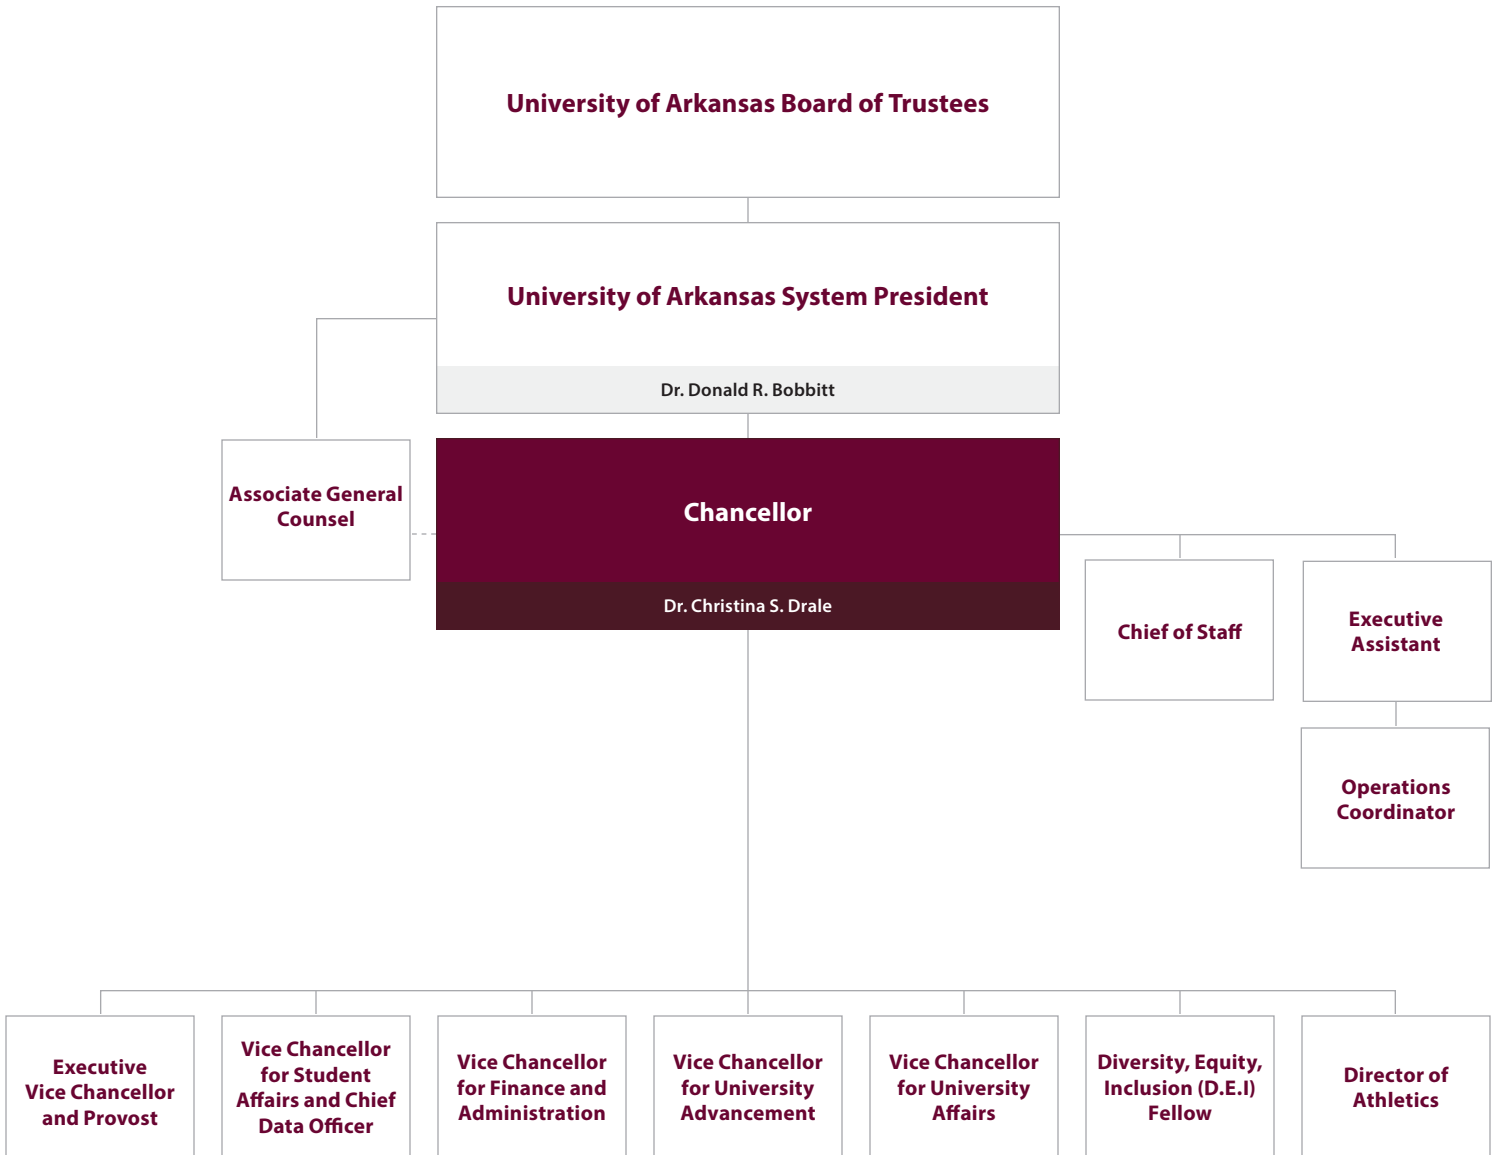 University of Arkansas Board of Trustees
University of Arkansas System President
Dr. Donald R. Bobbitt
Associate General
Counsel
Chancellor
Dr. Christina S. Drale
Chief of Staff
Executive
Assistant
Operations
Coordinator
Executive
Vice Chancellor
and Provost
Vice Chancellor
for Student
Affairs and Chief
Data Officer
Vice Chancellor
for Finance and
Administration
Vice Chancellor
for University
Advancement
Vice Chancellor
for University
Affairs
Diversity, Equity,
Inclusion (D.E.I)
Fellow
Director of
Athletics